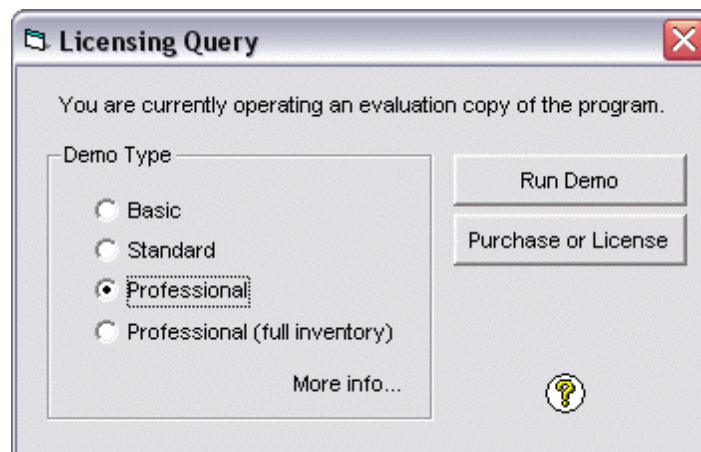 Licensing Query
You are currently operating an evaluation copy of the program.
Demo Type
Basic
Standard
Professional
Professional (full inventory)
More info...
Run Demo
Purchase or License
?